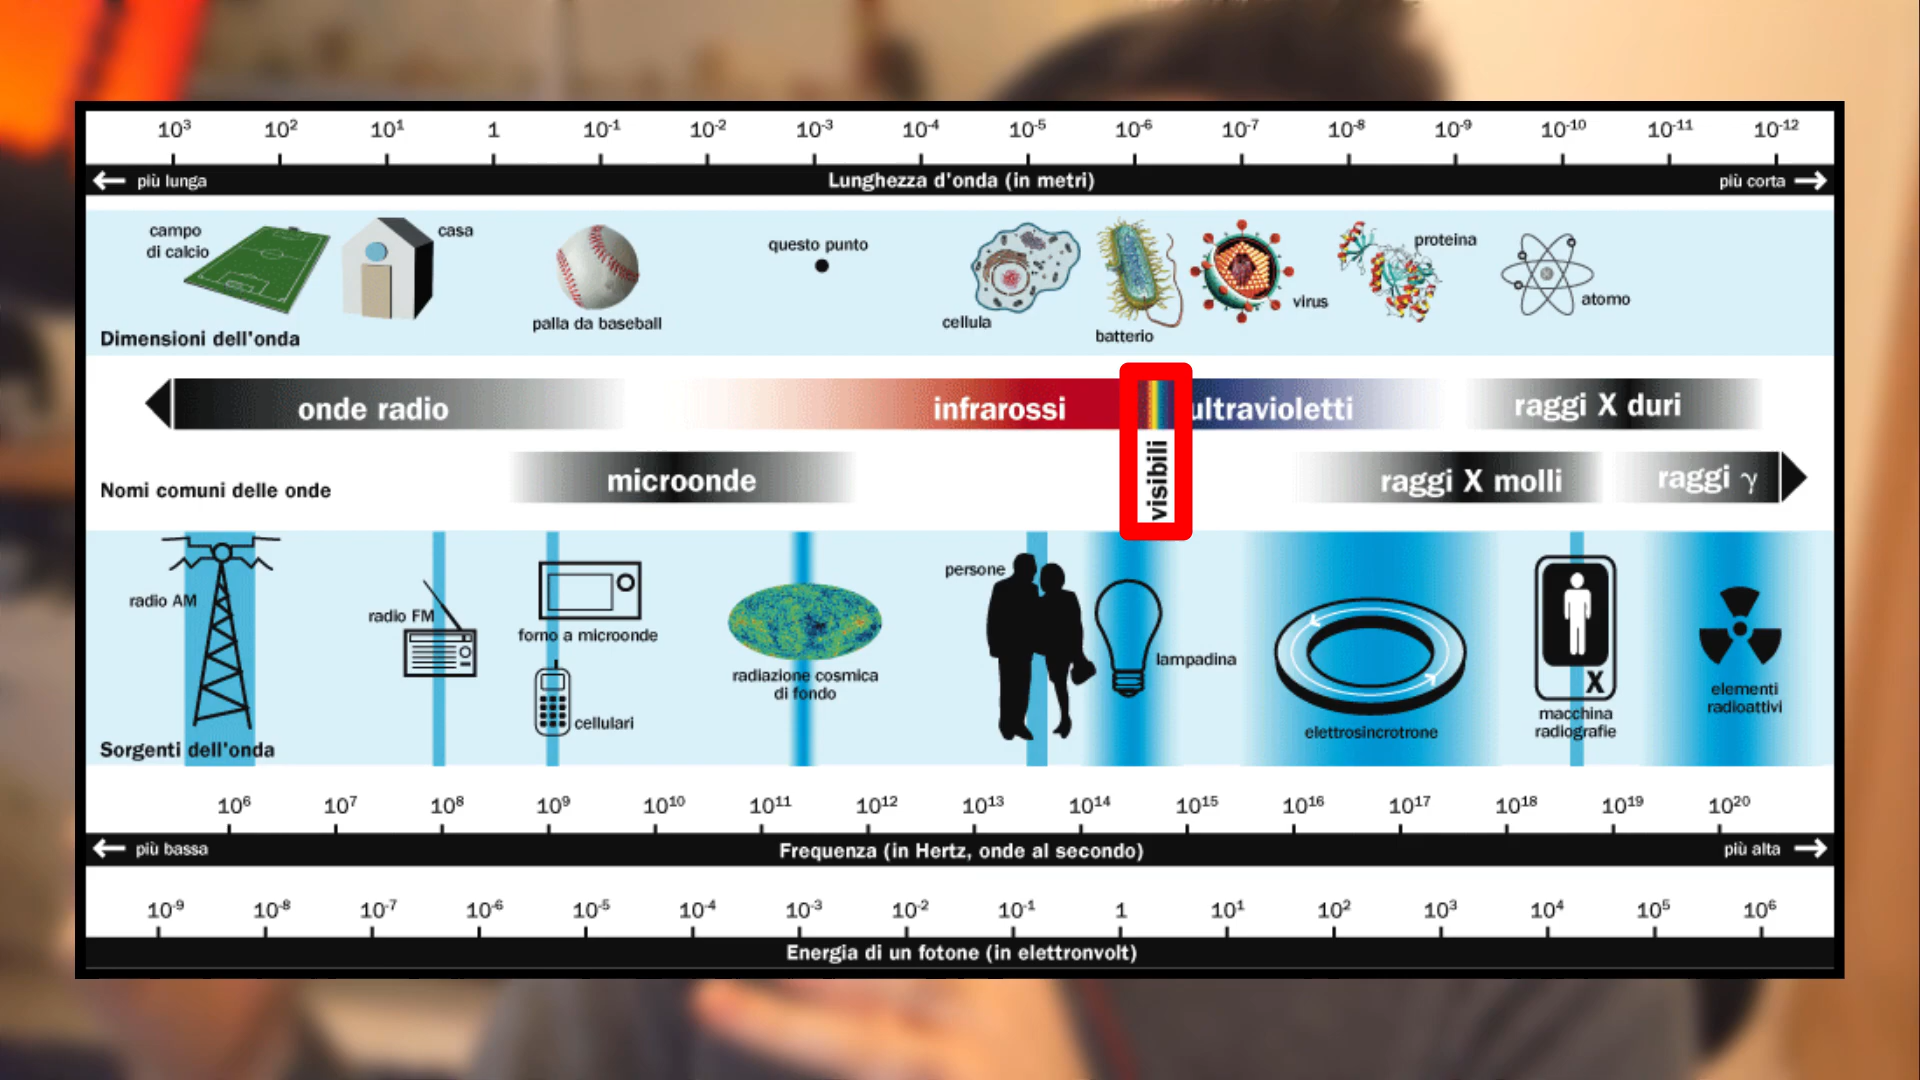 10³ 10² 10¹ 1 10⁻¹ 10⁻² 10⁻³ 10⁻⁴ 10⁻⁵ 10⁻⁶ 10⁻⁷ 10⁻⁸ 10⁻⁹ 10⁻¹⁰ 10⁻¹¹ 10⁻¹²
più lunga Lunghezza d'onda (in metri) più corta
campo
di calcio
casa
palla da baseball
questo punto
cellula
batterio
virus
proteina
atomo
Dimensioni dell'onda
onde radio infrarossi ultravioletti raggi X duri
visibili
Nomi comuni delle onde microonde raggi X molli raggi γ
radio AM
radio FM
forno a microonde
cellulari
radiazione cosmica
di fondo
persone
lampadina
elettrosincrotrone
X
macchina
radiografie
elementi
radioattivi
Sorgenti dell'onda
10⁶ 10⁷ 10⁸ 10⁹ 10¹⁰ 10¹¹ 10¹² 10¹³ 10¹⁴ 10¹⁵ 10¹⁶ 10¹⁷ 10¹⁸ 10¹⁹ 10²⁰
più bassa Frequenza (in Hertz, onde al secondo) più alta
10⁻⁹ 10⁻⁸ 10⁻⁷ 10⁻⁶ 10⁻⁵ 10⁻⁴ 10⁻³ 10⁻² 10⁻¹ 1 10¹ 10² 10³ 10⁴ 10⁵ 10⁶
Energia di un fotone (in elettronvolt)